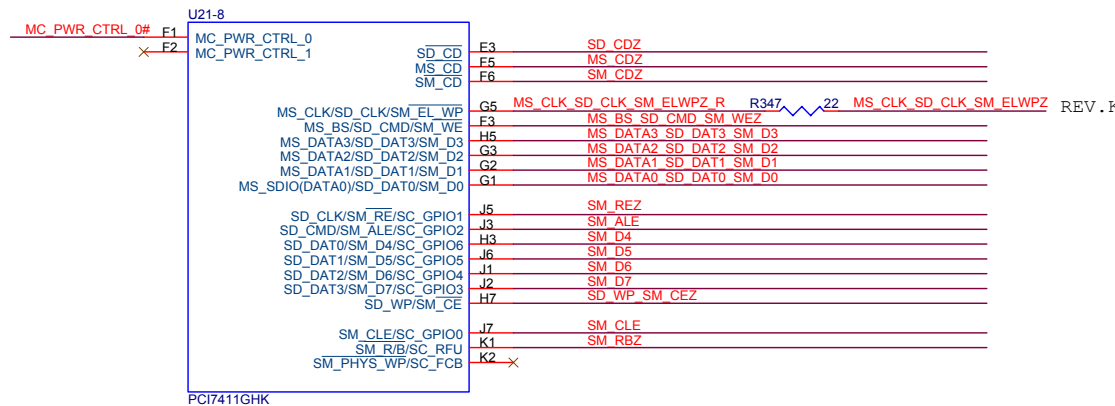 U21-8
MC_PWR_CTRL_0# F1 MC_PWR_CTRL_0
F2 MC_PWR_CTRL_1
SD_CD E3 SD_CDZ
MS_CD F5 MS_CDZ
SM_CD F6 SM_CDZ
MS_CLK/SD_CLK/SM_EL_WP G5 MS_CLK_SD_CLK_SM_ELWPZ_R R347 22 MS_CLK_SD_CLK_SM_ELWPZ REV.K
MS_BS/SD_CMD/SM_WE F3 MS_BS_SD_CMD_SM_WEZ
MS_DATA3/SD_DAT3/SM_D3 H5 MS_DATA3_SD_DAT3_SM_D3
MS_DATA2/SD_DAT2/SM_D2 G3 MS_DATA2_SD_DAT2_SM_D2
MS_DATA1/SD_DAT1/SM_D1 G2 MS_DATA1_SD_DAT1_SM_D1
MS_SDIO(DATA0)/SD_DAT0/SM_D0 G1 MS_DATA0_SD_DAT0_SM_D0
SD_CLK/SM_RE/SC_GPIO1 J5 SM_REZ
SD_CMD/SM_ALE/SC_GPIO2 J3 SM_ALE
SD_DAT0/SM_D4/SC_GPIO6 H3 SM_D4
SD_DAT1/SM_D5/SC_GPIO5 J6 SM_D5
SD_DAT2/SM_D6/SC_GPIO4 J1 SM_D6
SD_DAT3/SM_D7/SC_GPIO3 J2 SM_D7
SD_WP/SM_CE H7 SD_WP_SM_CEZ
SM_CLE/SC_GPIO0 J7 SM_CLE
SM_R/B/SC_RFU K1 SM_RBZ
SM_PHYS_WP/SC_FCB K2
PCI7411GHK